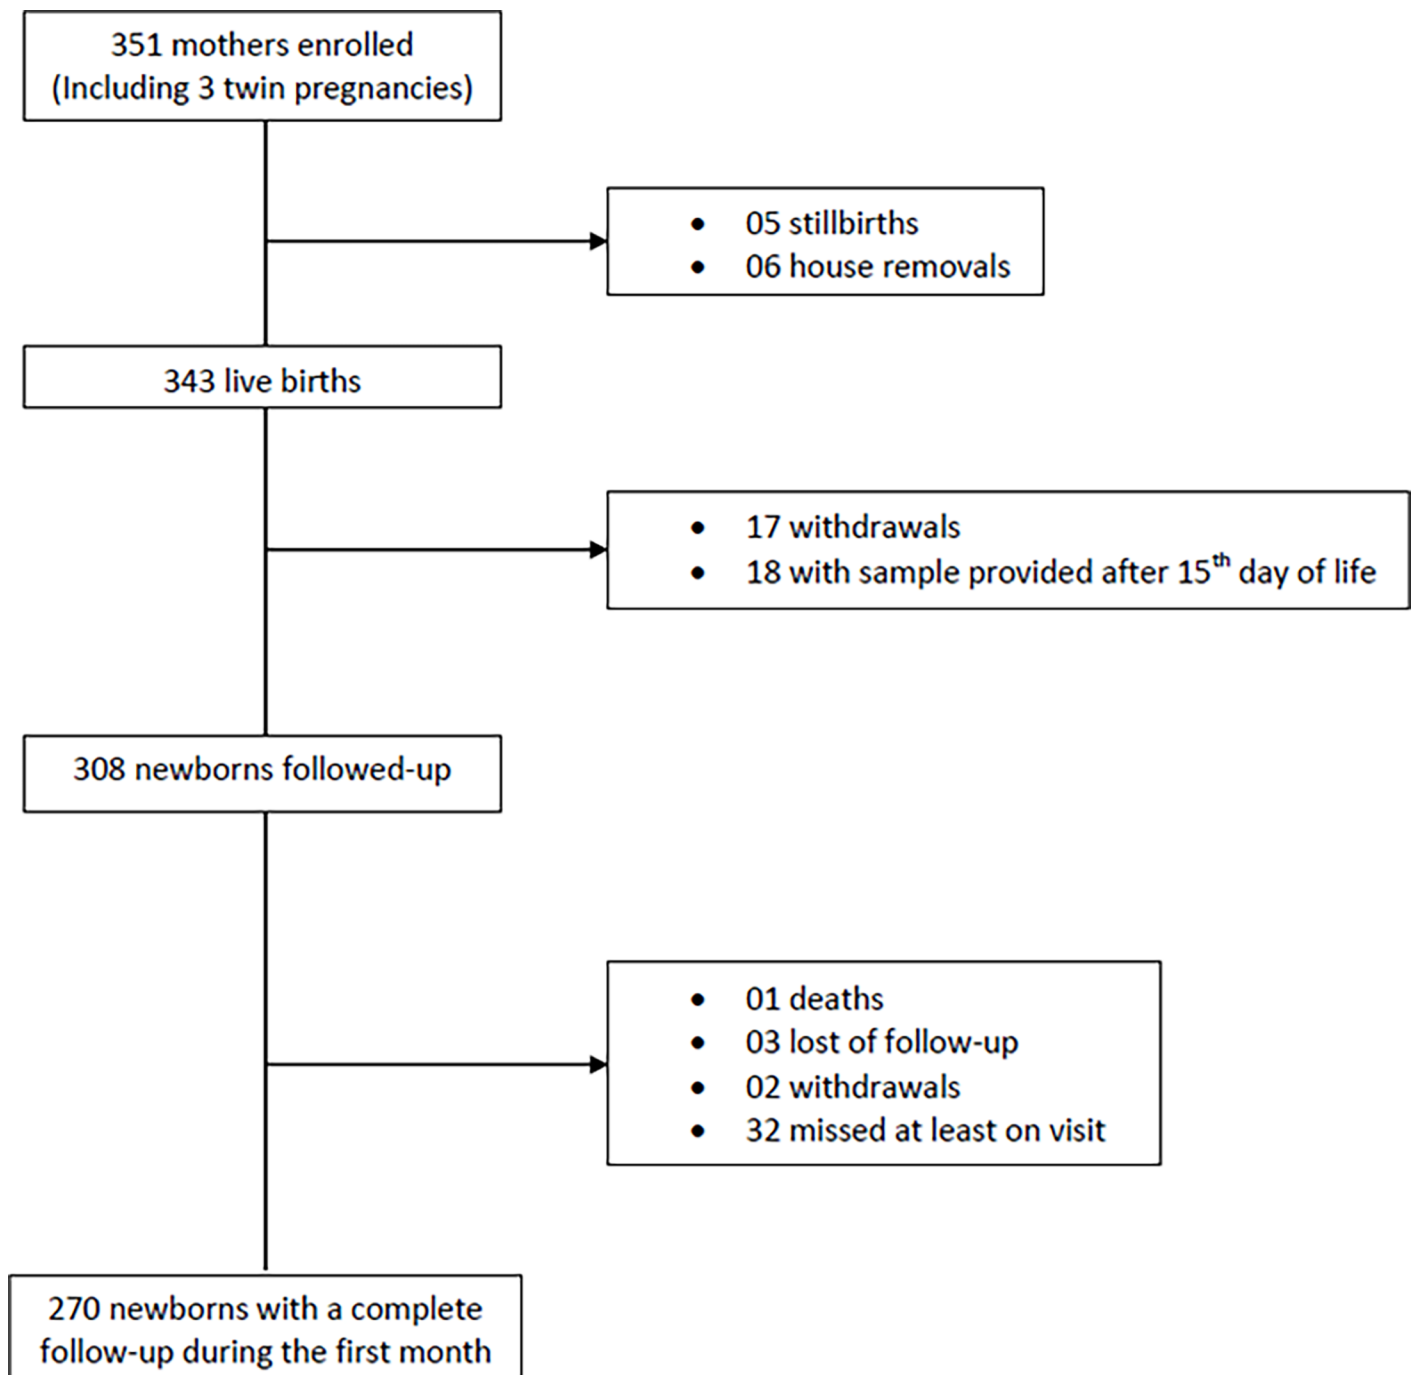 351 mothers enrolled
(Including 3 twin pregnancies)
• 05 stillbirths
• 06 house removals
343 live births
• 17 withdrawals
• 18 with sample provided after 15th day of life
308 newborns followed-up
• 01 deaths
• 03 lost of follow-up
• 02 withdrawals
• 32 missed at least on visit
270 newborns with a complete
follow-up during the first month